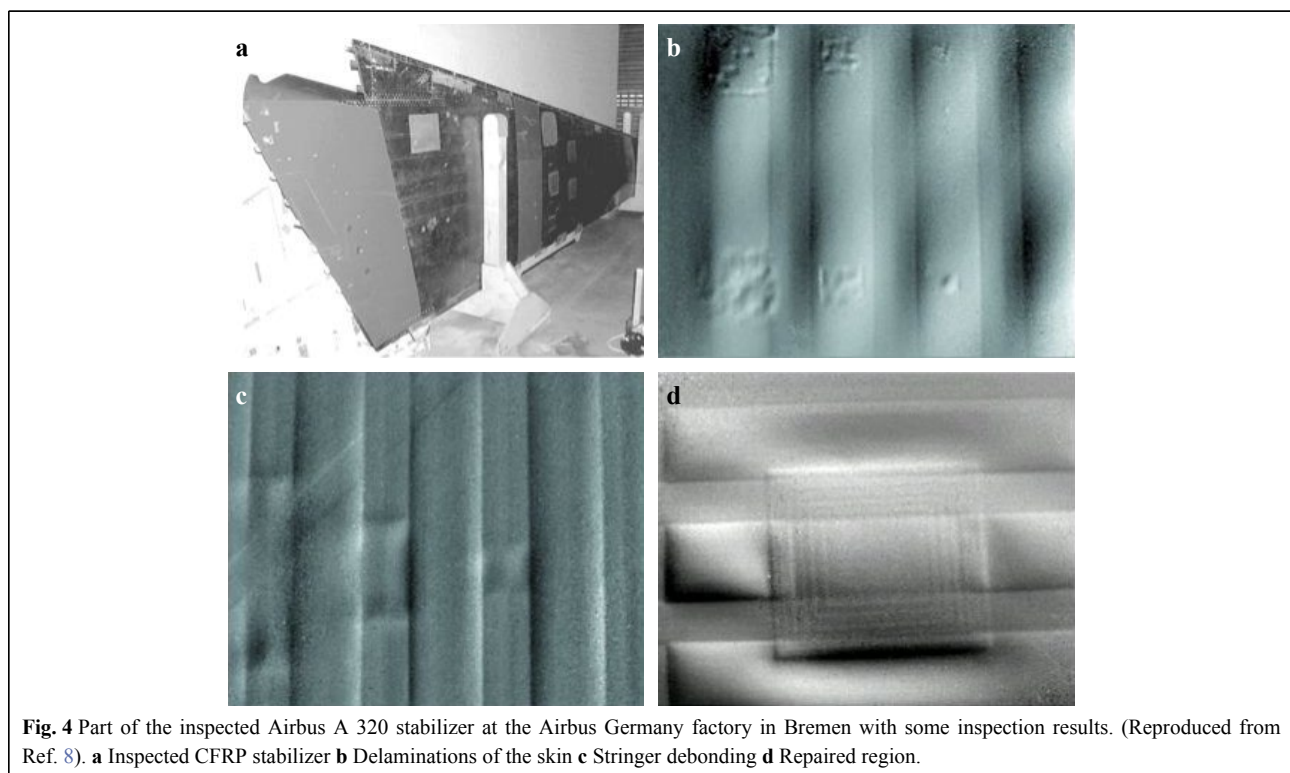 a
b
c
d
Fig. 4 Part of the inspected Airbus A 320 stabilizer at the Airbus Germany factory in Bremen with some inspection results. (Reproduced from
Ref. 8). a Inspected CFRP stabilizer b Delaminations of the skin c Stringer debonding d Repaired region.